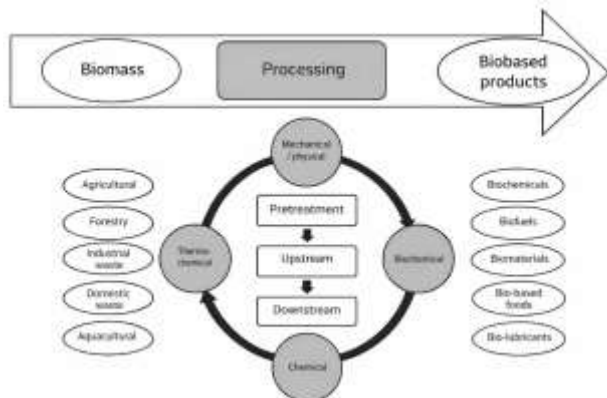 Biomass
Processing
Biobased
products
Mechanical
/ physical
Agricultural
Forestry
Industrial
waste
Domestic
waste
Aquacultural
Thermo
chemical
Pretreatment
Upstream
Downstream
Biochemical
Chemical
Biochemicals
Biofuels
Biomaterials
Bio-based
foods
Bio-lubricants